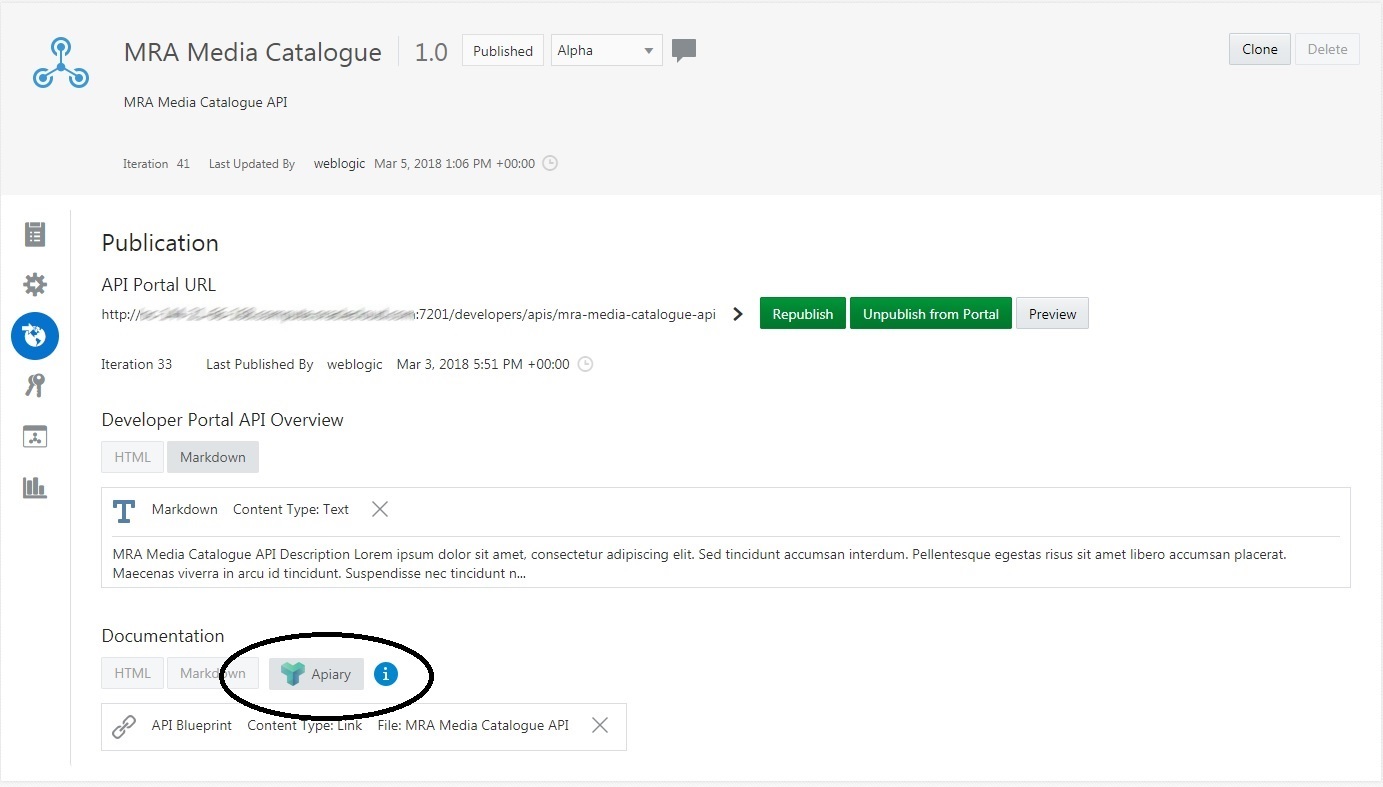 MRA Media Catalogue 1.0 Published Alpha Clone Delete
MRA Media Catalogue API
Iteration 41 Last Updated By weblogic Mar 5, 2018 1:06 PM +00:00
Publication
API Portal URL
http:// :7201/developers/apis/mra-media-catalogue-api Republish Unpublish from Portal Preview
Iteration 33 Last Published By weblogic Mar 3, 2018 5:51 PM +00:00
Developer Portal API Overview
HTML Markdown
Markdown Content Type: Text
MRA Media Catalogue API Description Lorem ipsum dolor sit amet, consectetur adipiscing elit. Sed tincidunt accumsan interdum. Pellentesque egestas risus sit amet libero accumsan placerat.
Maecenas viverra in arcu id tincidunt. Suspendisse nec tincidunt n...
Documentation
HTML Markdown Apiary
API Blueprint Content Type: Link File: MRA Media Catalogue API